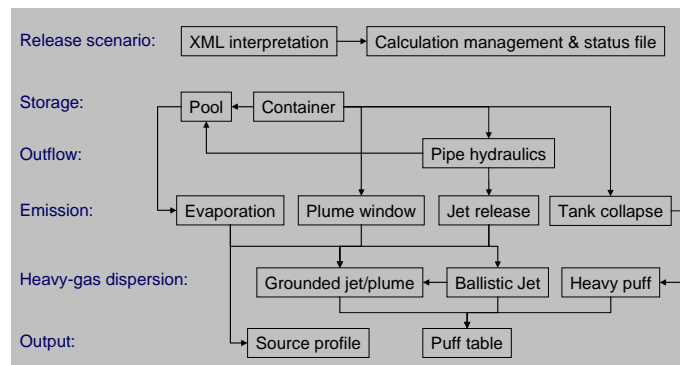 Release scenario: XML interpretation Calculation management & status file
Storage: Pool Container
Outflow: Pipe hydraulics
Emission: Evaporation Plume window Jet release Tank collapse
Heavy-gas dispersion: Grounded jet/plume Ballistic Jet Heavy puff
Output: Source profile Puff table